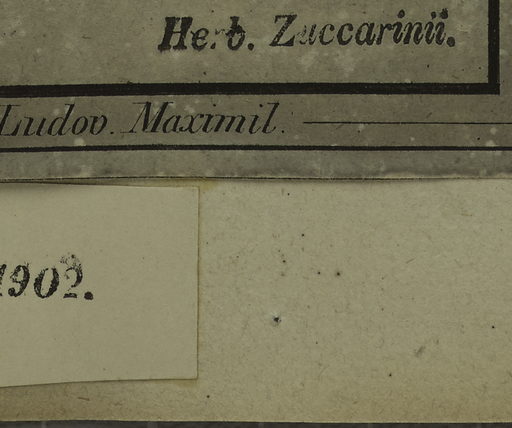 Herb. Zuccarinii.
Ludov. Maximil.
1902.